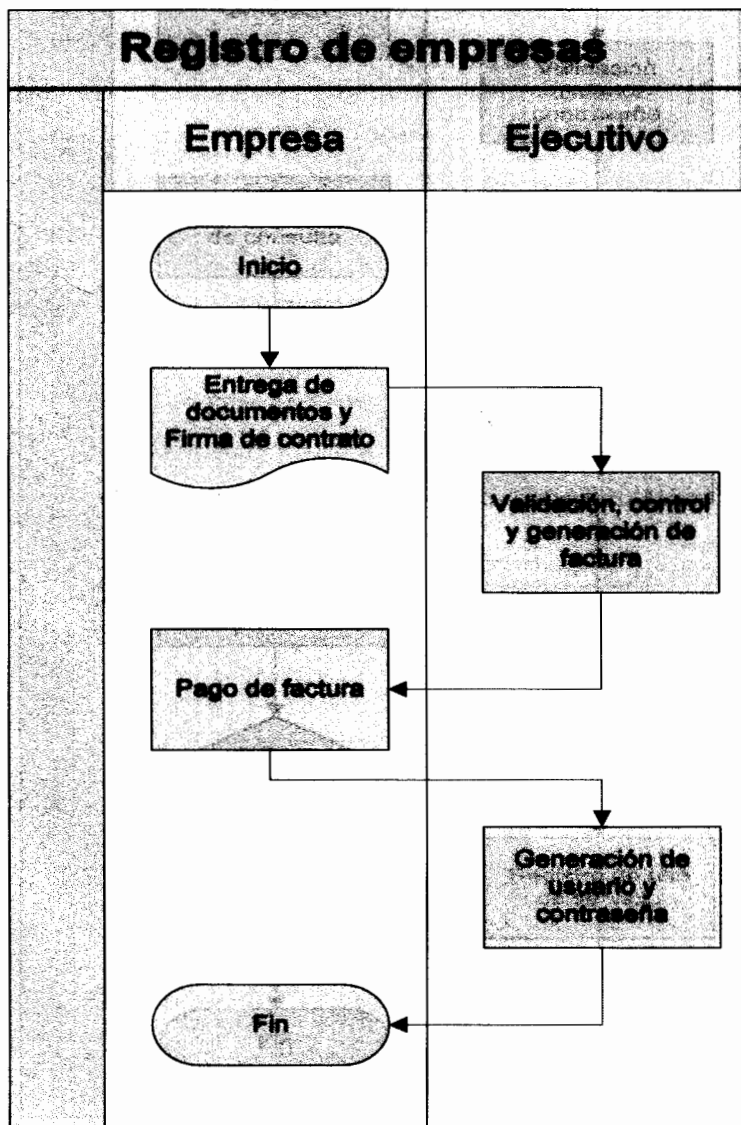 Registro de empresas
Empresa
Ejecutivo
Inicio
Entrega de
documentos y
Firma de contrato
Validación, control
y generación de
factura
Pago de factura
Generación de
usuario y
contraseña
Fin